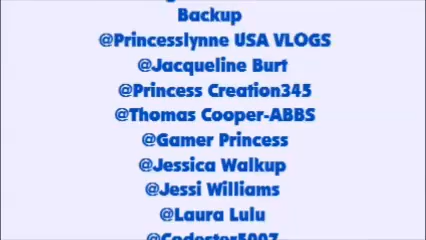 Backup
@Princesslynne USA VLOGS
@Jacqueline Burt
@Princess Creation345
@Thomas Cooper-ABBS
@Gamer Princess
@Jessica Walkup
@Jessi Williams
@Laura Lulu
@Codester5007